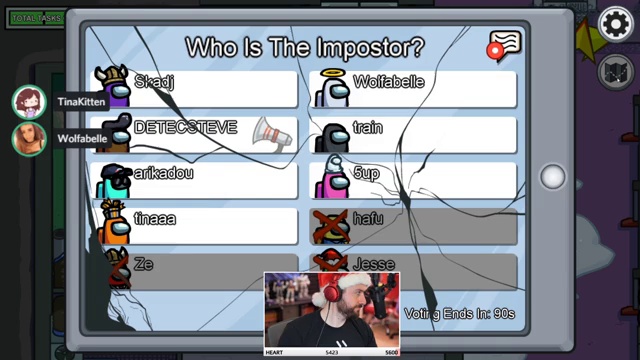 TOTAL TASKS
Who Is The Impostor?
Skadj
Wolfabelle
TinaKitten
DETECSTEVE
train
Wolfabelle
arikadou
5up
tinaaa
hafu
Ze
Jesse
Voting Ends In: 90s
HEART 5423 5600